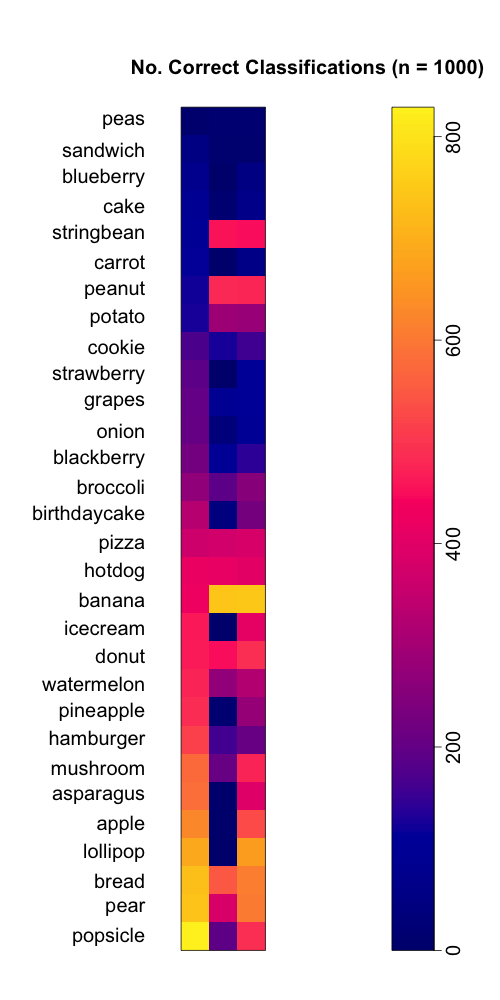 No. Correct Classifications (n = 1000)
peas
sandwich
blueberry
cake
stringbean
carrot
peanut
potato
cookie
strawberry
grapes
onion
blackberry
broccoli
birthdaycake
pizza
hotdog
banana
icecream
donut
watermelon
pineapple
hamburger
mushroom
asparagus
apple
lollipop
bread
pear
popsicle
800
600
400
200
0